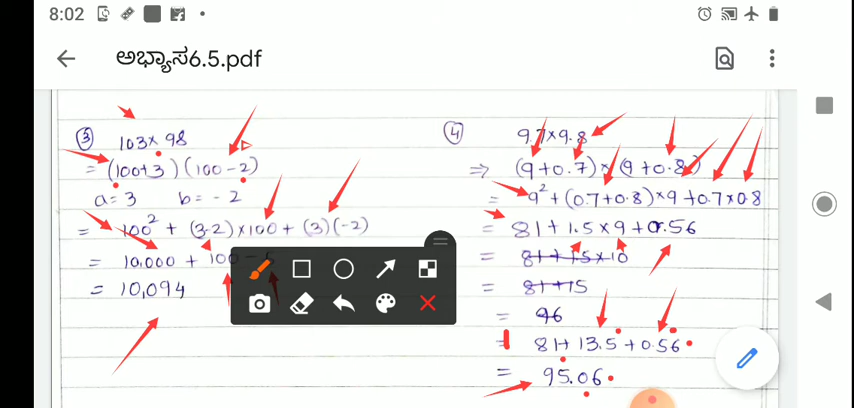 8:02
ಅಭ್ಯಾಸ6.5.pdf
③ 103 × 98
= (100+3) (100-2)
a = 3 b = -2
= 100² + (3-2) × 100 + (3)(-2)
= 10,000 + 100
= 10,094
④ 9.7 × 9.8
⇒ (9+0.7) × (9+0.8)
= 9² + (0.7+0.8) × 9 + 0.7 × 0.8
= 81 + 1.5 × 9 + 0.56
= 81 + 1.5 × 10
= 81 + 15
= 96
= 81 + 13.5 + 0.56
= 95.06